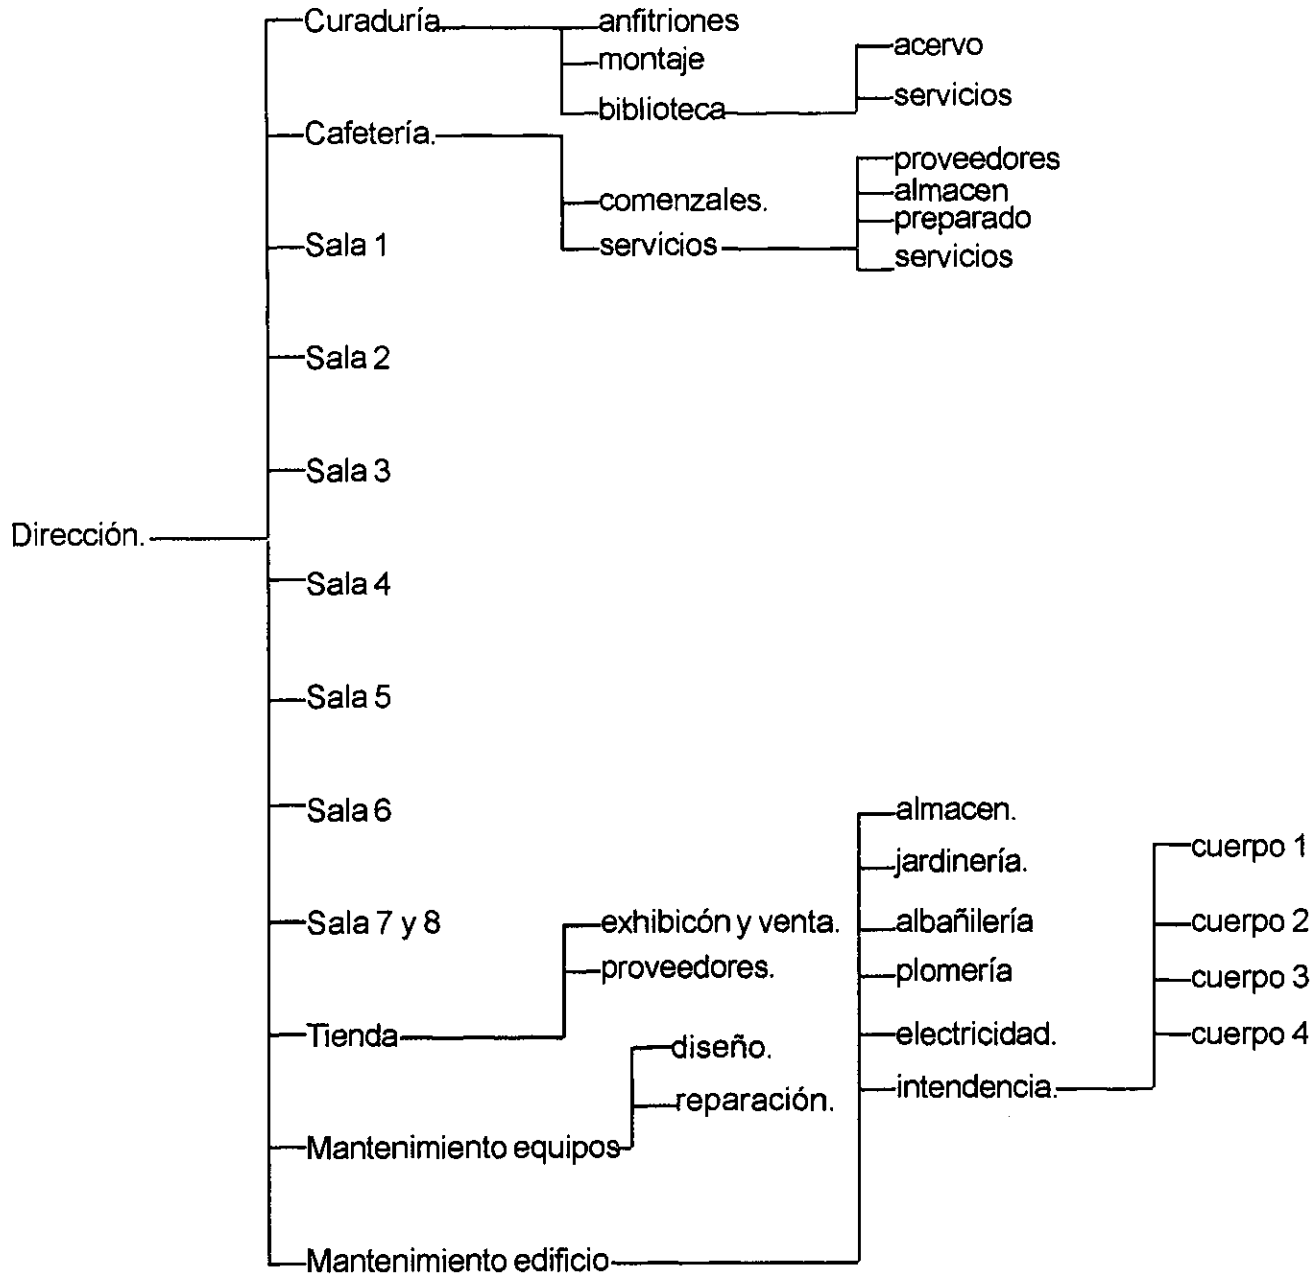 Curaduría
anfitriones
montaje
biblioteca
acervo
servicios
Cafetería.
comenzales.
servicios
proveedores
almacen
preparado
servicios
Sala 1
Sala 2
Sala 3
Dirección.
Sala 4
Sala 5
Sala 6
Sala 7 y 8
Tienda
exhibicón y venta.
proveedores.
Mantenimiento equipos
diseño.
reparación.
Mantenimiento edificio
almacen.
jardinería.
albañilería
plomería
electricidad.
intendencia.
cuerpo 1
cuerpo 2
cuerpo 3
cuerpo 4